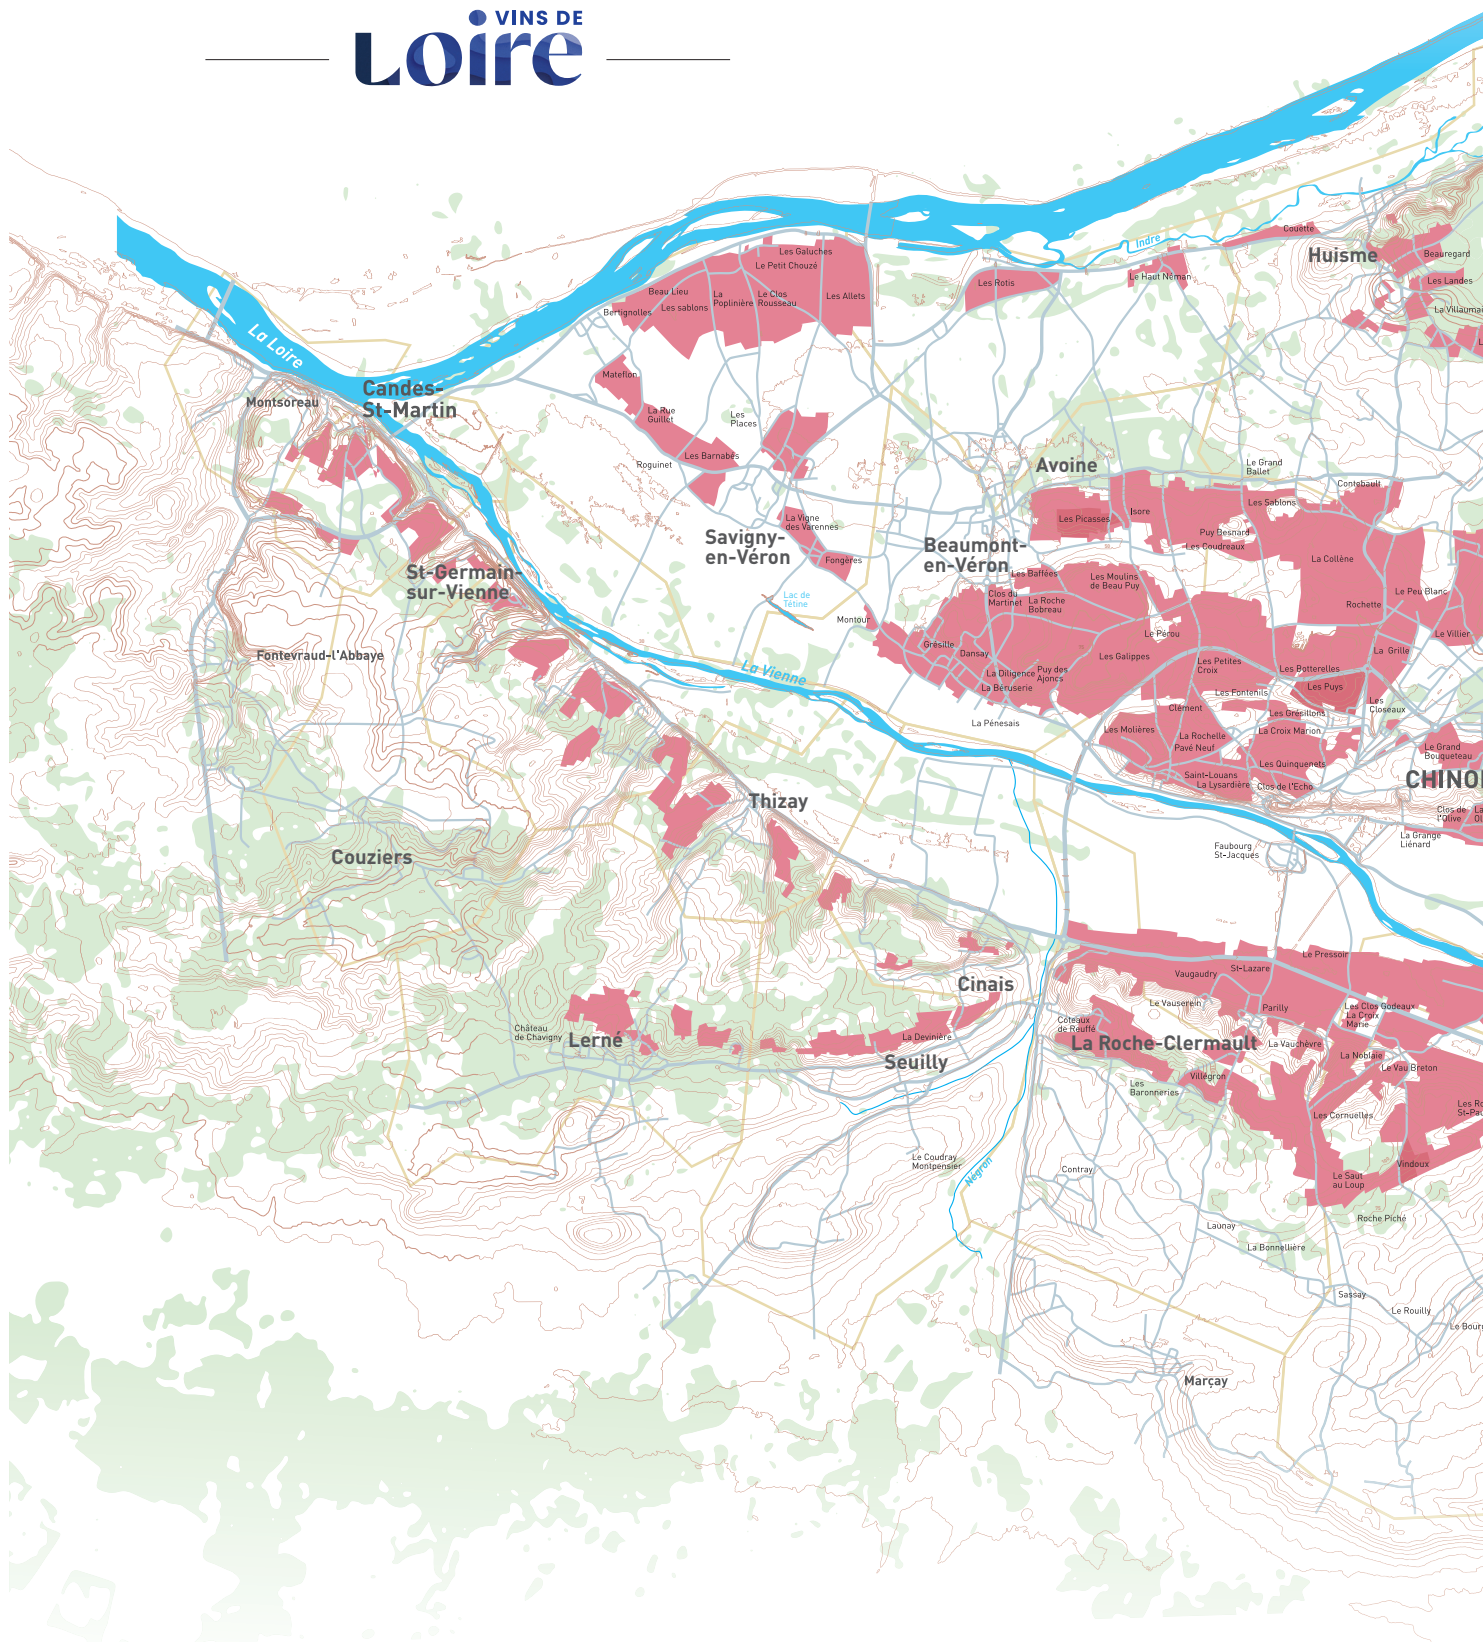 VINS DE
Loire
La Loire
Montsoreau
Candes-
St-Martin
St-Germain-
sur-Vienne
Fontevraud-l'Abbaye
Couziers
Thizay
Château
de Chavigny
Lerné
Seuilly
La Devinière
Cinais
Le Coudray
Montpensier
Négron
La Vienne
Lac de
Tétine
Les Galuches
Le Petit Chouzé
Beau Lieu
Les sablons
La
Poplinière
Le Clos
Rousseau
Les Allets
Bertignolles
Matefion
La Rue
Guillet
Les
Places
Les Barnabés
Roguinet
Savigny-
en-Véron
La Vigne
des Varennes
Fongères
Montour
Les Rotis
Le Haut Néman
Indre
Couette
Huisme
Beauregard
Les Landes
Avoine
Le Grand
Ballet
Contebault
Les Sablons
Isore
Les Picasses
Puy Besnard
Les Coudreaux
La Collène
Beaumont-
en-Véron
Les Baffées
Les Moulins
de Beau Puy
Clos du
Martinet
La Roche
Bobreau
Le Peu Blanc
Rochette
Le Pérou
Le Villier
Grésille
Dansay
Les Galippes
Les Petites
Croix
La Grille
La Diligence
Puy des
Ajoncs
La Béruserie
Les Botterelles
Les Puys
Les Fontenils
Les
Closeaux
Clément
Les Grésillons
La Pénesais
Les Molières
La Rochelle
Pavé Neuf
La Croix Marion
Le Grand
Bouqueteau
Les Quinquenets
Saint-Louans
La Lysardière
Clos de l'Echo
CHINO
Clos de
l'Olive
La Grange
Liénard
Faubourg
St-Jacques
Le Pressoir
St-Lazare
Vaugaudry
Le Vauserein
Parilly
Les Clos Godeaux
La Croix
Marie
Coteaux
de Reuffé
La Roche-Clermault
La Vauchèvre
La Noblaie
Le Vau Breton
Villégron
Les
Baronneries
Les Cornuelles
Vindoux
Le Saut
au Loup
Contray
Roche Piché
Launay
La Bonnellière
Sassay
Le Rouilly
Marçay